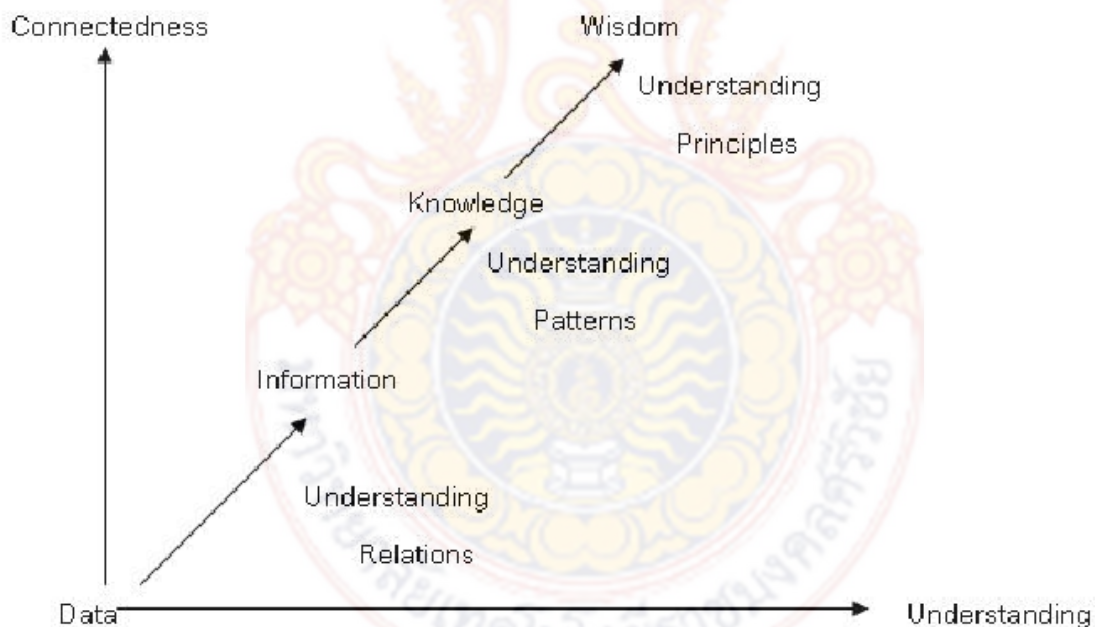 Connectedness
Wisdom
Understanding
Principles
Knowledge
Understanding
Patterns
Information
Understanding
Relations
Data
Understanding